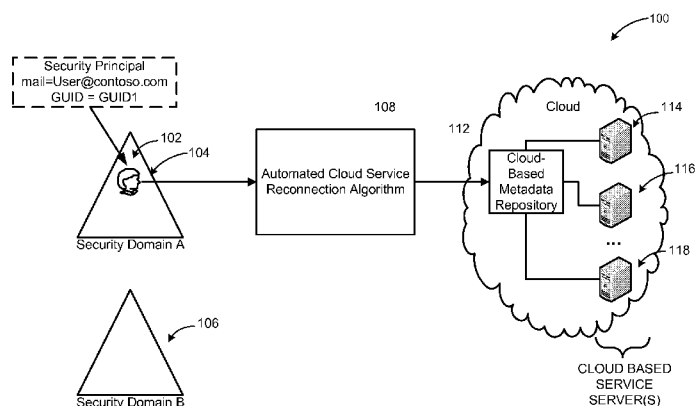 100
Security Principal
mail=User@contoso.com
GUID = GUID1
108
Cloud
114
102
112
104
Automated Cloud Service
Reconnection Algorithm
Cloud-
Based
Metadata
Repository
116
...
118
Security Domain A
106
CLOUD BASED
SERVICE
SERVER(S)
Security Domain B